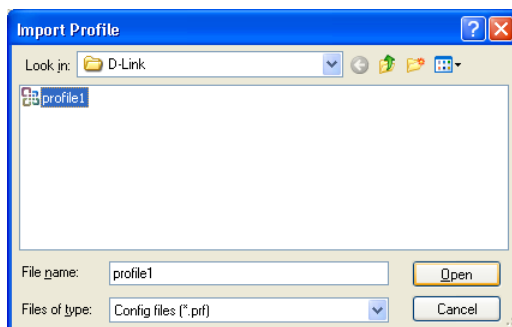 Import Profile
Look in: D-Link
profile1
File name: profile1 Open
Files of type: Config files (*.prf) Cancel